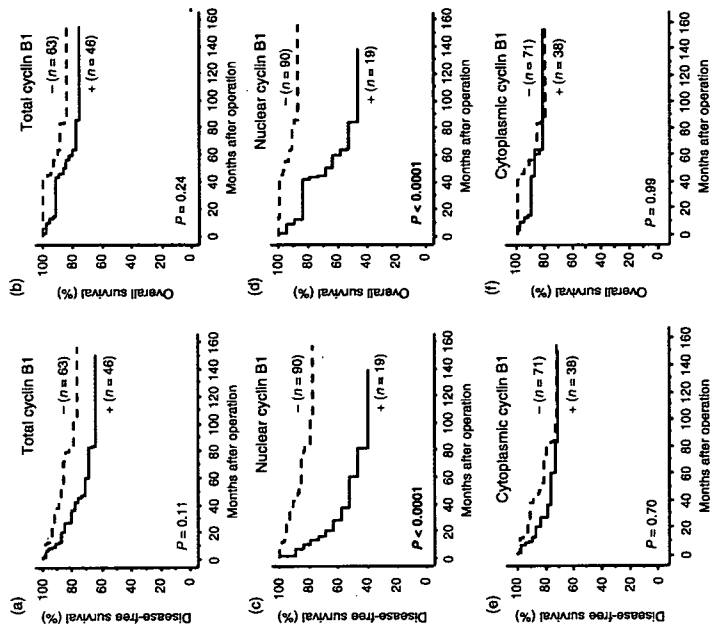 (a)
Total cyclin B1
Disease-free survival (%)
100
80
60
40
20
0
– (n = 63)
+ (n = 46)
P = 0.11
0 20 40 60 80 100 120 140 160
Months after operation
(b)
Total cyclin B1
Overall survival (%)
100
80
60
40
20
0
– (n = 63)
+ (n = 46)
P = 0.24
0 20 40 60 80 100 120 140 160
Months after operation
(c)
Nuclear cyclin B1
Disease-free survival (%)
100
80
60
40
20
0
– (n = 90)
+ (n = 19)
P < 0.0001
0 20 40 60 80 100 120 140 160
Months after operation
(d)
Nuclear cyclin B1
Overall survival (%)
100
80
60
40
20
0
– (n = 90)
+ (n = 19)
P < 0.0001
0 20 40 60 80 100 120 140 160
Months after operation
(e)
Cytoplasmic cyclin B1
Disease-free survival (%)
100
80
60
40
20
0
– (n = 71)
+ (n = 38)
P = 0.70
0 20 40 60 80 100 120 140 160
Months after operation
(f)
Cytoplasmic cyclin B1
Overall survival (%)
100
80
60
40
20
0
– (n = 71)
+ (n = 38)
P = 0.99
0 20 40 60 80 100 120 140 160
Months after operation